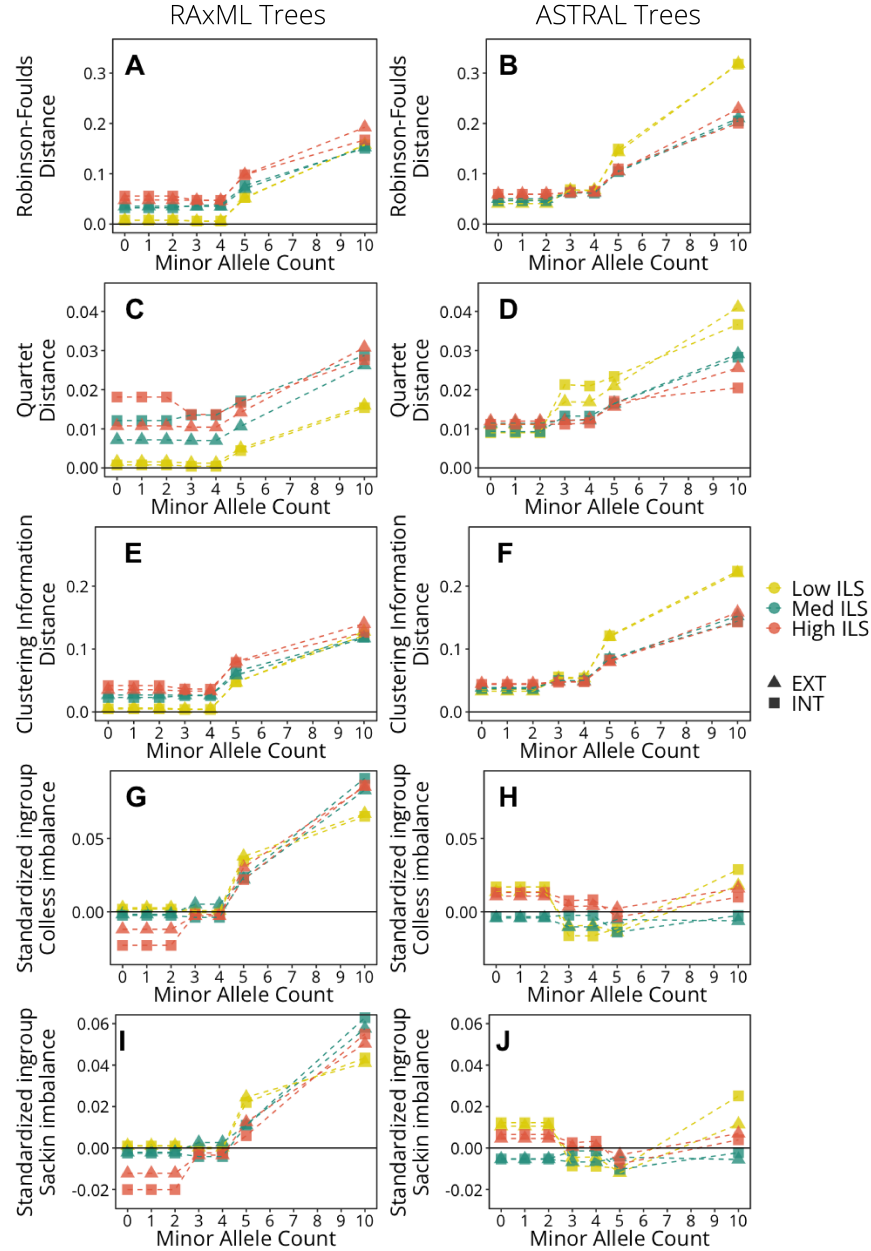 RAxML Trees
ASTRAL Trees
A
Robinson-Foulds
Distance
0.3
0.2
0.1
0.0
0 1 2 3 4 5 6 7 8 9 10
Minor Allele Count
B
Robinson-Foulds
Distance
0.3
0.2
0.1
0.0
0 1 2 3 4 5 6 7 8 9 10
Minor Allele Count
C
Quartet
Distance
0.04
0.03
0.02
0.01
0.00
0 1 2 3 4 5 6 7 8 9 10
Minor Allele Count
D
Quartet
Distance
0.04
0.03
0.02
0.01
0.00
0 1 2 3 4 5 6 7 8 9 10
Minor Allele Count
E
Clustering Information
Distance
0.2
0.1
0.0
0 1 2 3 4 5 6 7 8 9 10
Minor Allele Count
F
Clustering Information
Distance
0.2
0.1
0.0
0 1 2 3 4 5 6 7 8 9 10
Minor Allele Count
Low ILS
Med ILS
High ILS
EXT
INT
G
Standardized ingroup
Colless imbalance
0.05
0.00
0 1 2 3 4 5 6 7 8 9 10
Minor Allele Count
H
Standardized ingroup
Colless imbalance
0.05
0.00
0 1 2 3 4 5 6 7 8 9 10
Minor Allele Count
I
Standardized ingroup
Sackin imbalance
0.06
0.04
0.02
0.00
-0.02
0 1 2 3 4 5 6 7 8 9 10
Minor Allele Count
J
Standardized ingroup
Sackin imbalance
0.06
0.04
0.02
0.00
-0.02
0 1 2 3 4 5 6 7 8 9 10
Minor Allele Count